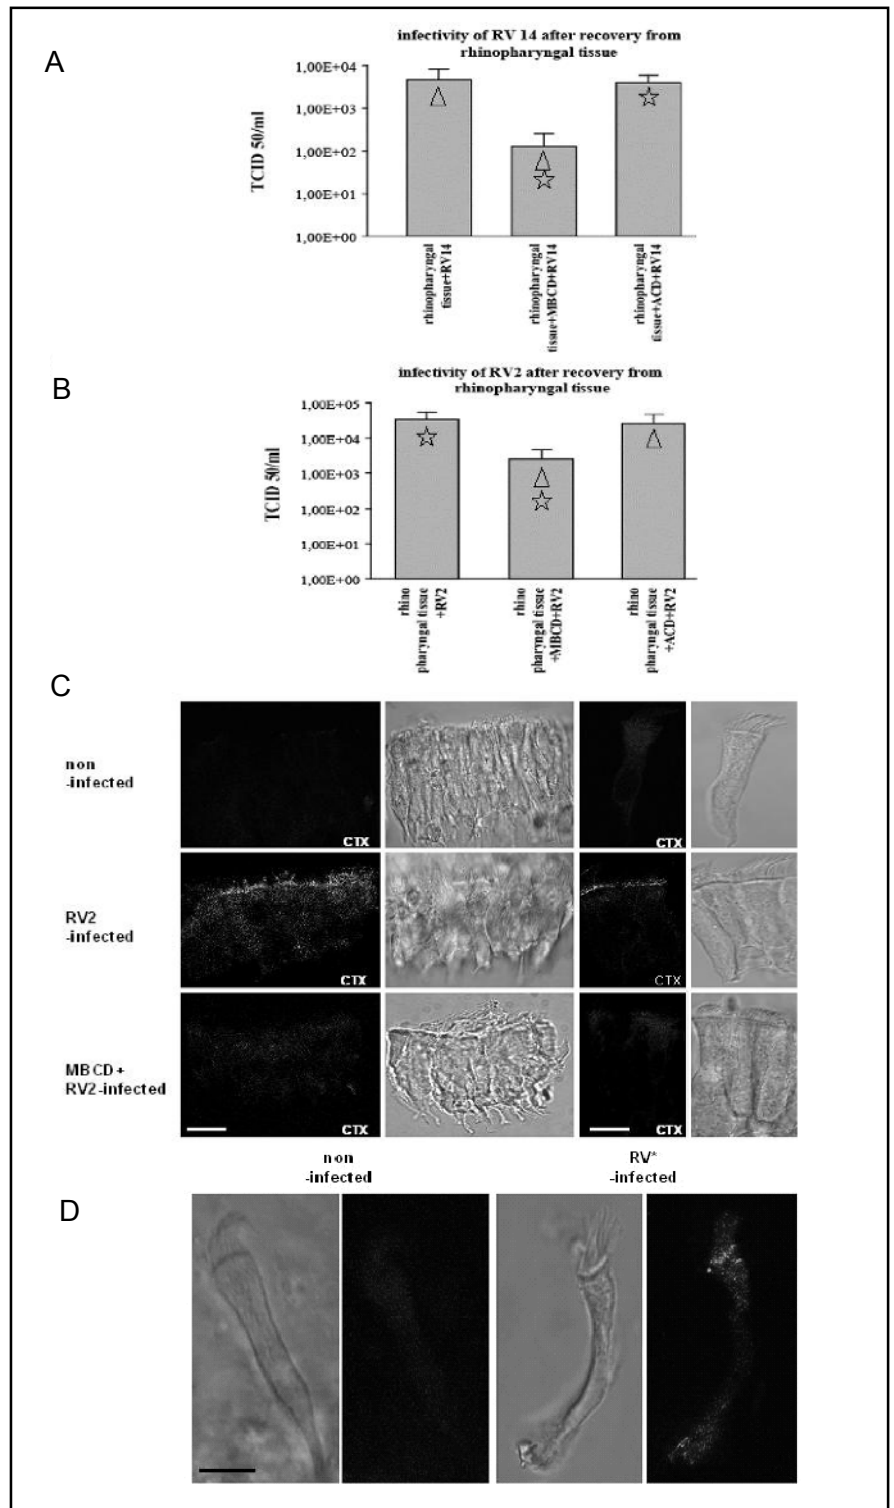 A
infectivity of RV 14 after recovery from
rhinopharyngal tissue
TCID 50/ml
1,00E+04
1,00E+03
1,00E+02
1,00E+01
1,00E+00
rhinopharyngal
tissue+RV14
rhinopharyngal
tissue+MBCD+RV14
rhinopharyngal
tissue+ACD+RV14
B
infectivity of RV2 after recovery from
rhinopharyngal tissue
TCID 50/ml
1,00E+05
1,00E+04
1,00E+03
1,00E+02
1,00E+01
1,00E+00
rhino
pharyngal tissue
+RV2
rhino
pharyngal tissue
+MBCD+RV2
rhino
pharyngal tissue
+ACD+RV2
C
non
-infected
CTX
CTX
RV2
-infected
CTX
CTX
MBCD+
RV2-infected
CTX
CTX
D
non
-infected
RV*
-infected